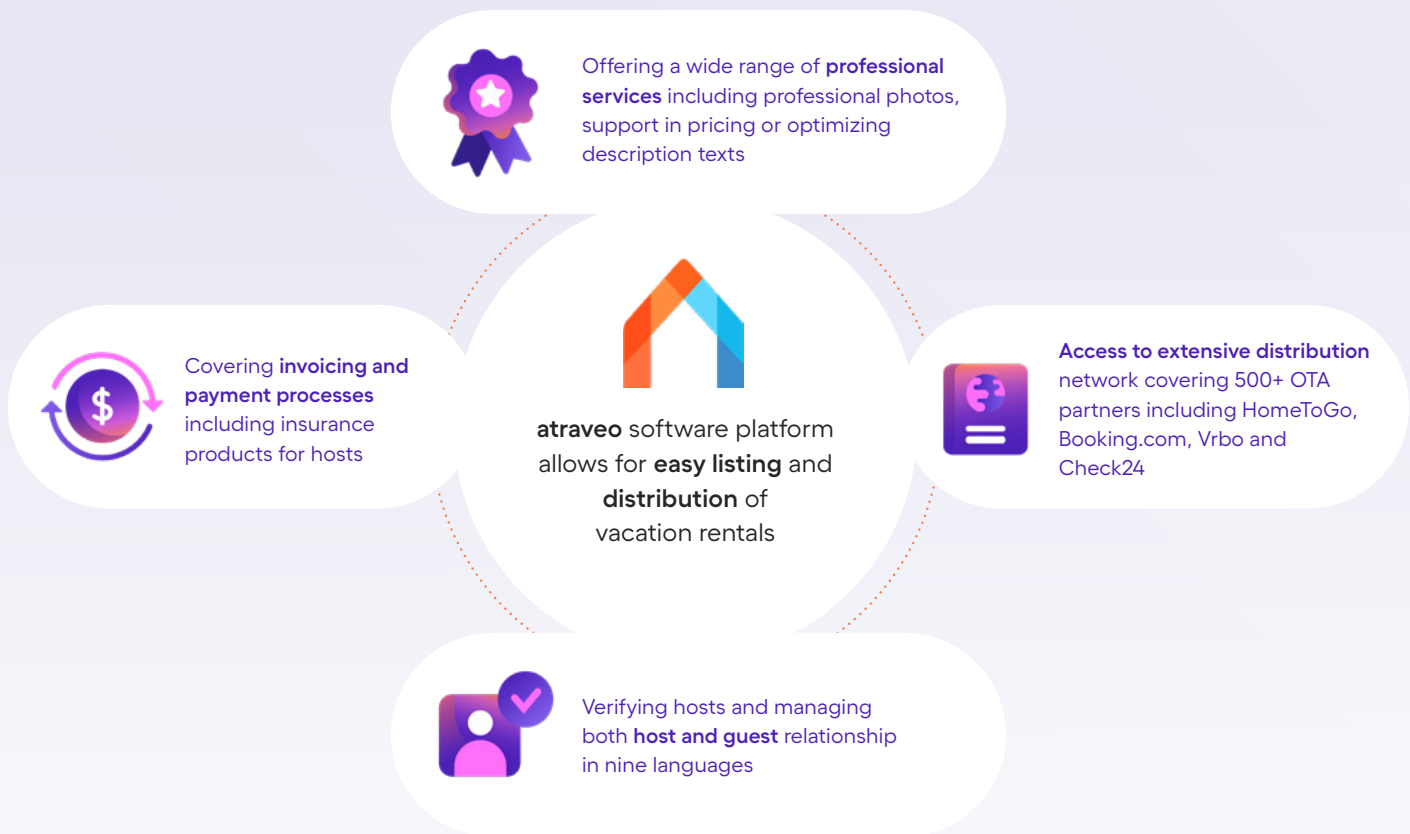 Offering a wide range of professional
services including professional photos,
support in pricing or optimizing
description texts
Covering invoicing and
payment processes
including insurance
products for hosts
$
atraveo software platform
allows for easy listing and
distribution of
vacation rentals
Access to extensive distribution
network covering 500+ OTA
partners including HomeToGo,
Booking.com, Vrbo and
Check24
Verifying hosts and managing
both host and guest relationship
in nine languages